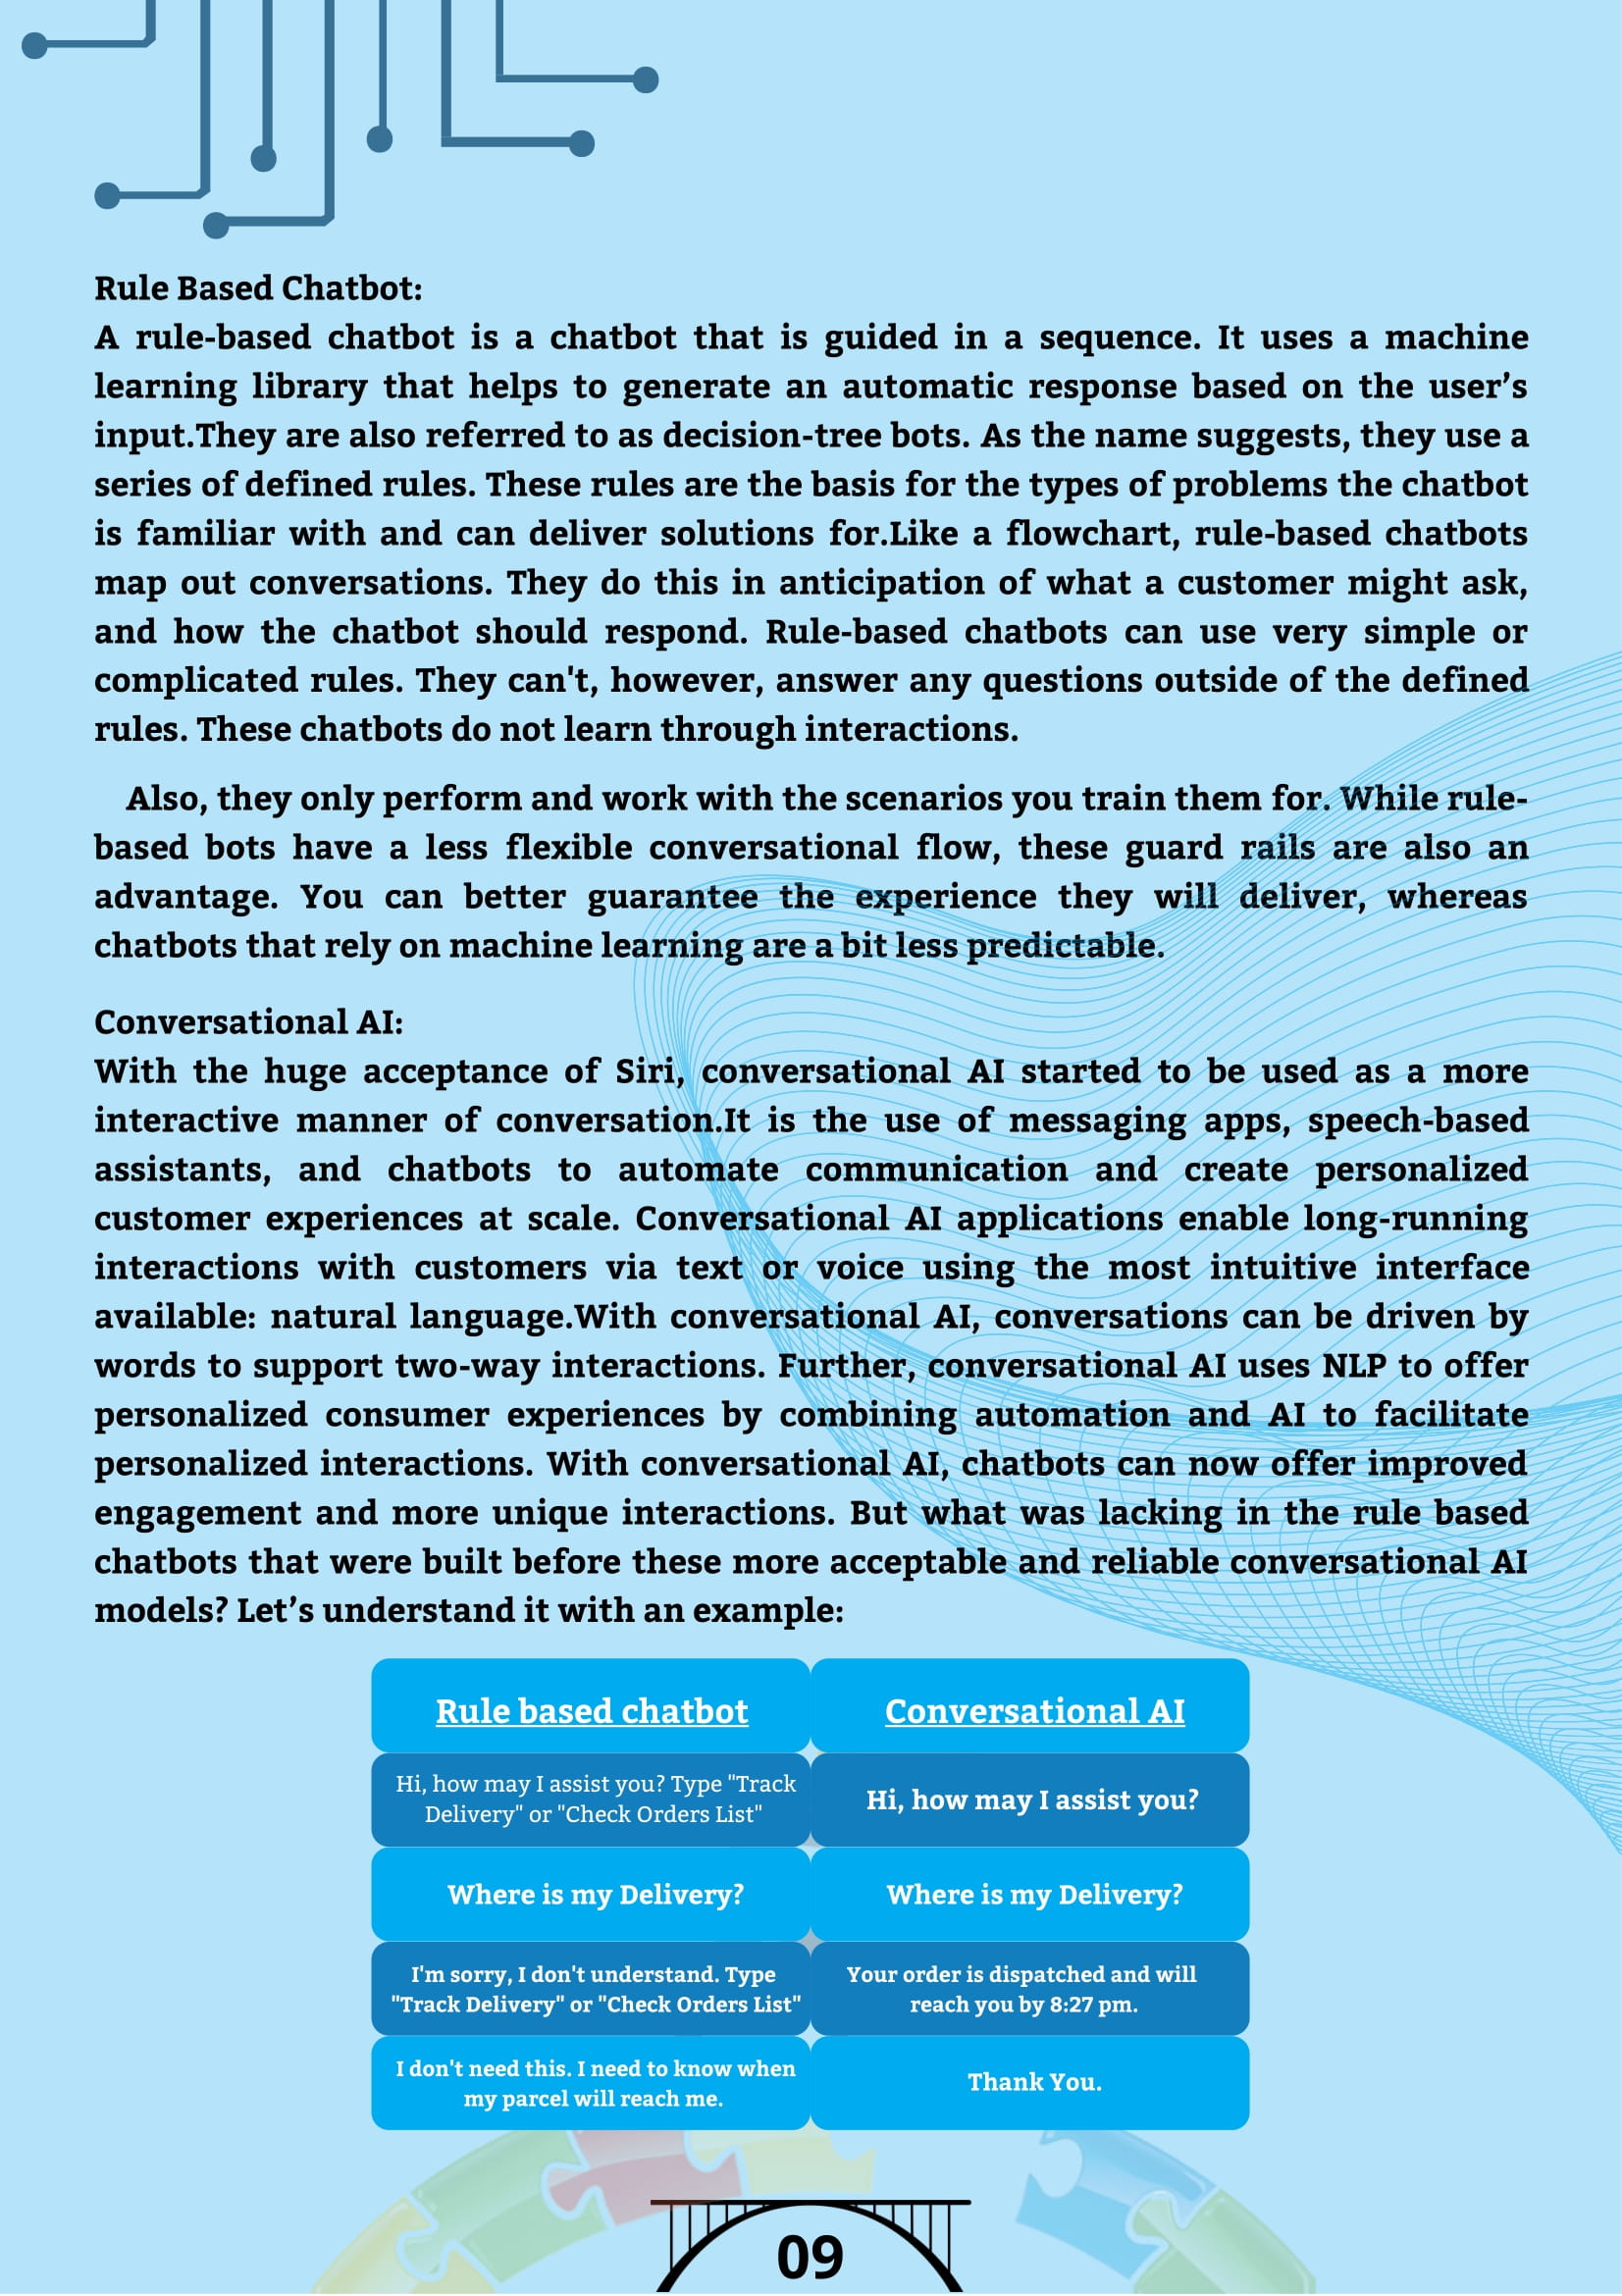 Rule Based Chatbot:
A rule-based chatbot is a chatbot that is guided in a sequence. It uses a machine
learning library that helps to generate an automatic response based on the user’s
input.They are also referred to as decision-tree bots. As the name suggests, they use a
series of defined rules. These rules are the basis for the types of problems the chatbot
is familiar with and can deliver solutions for.Like a flowchart, rule-based chatbots
map out conversations. They do this in anticipation of what a customer might ask,
and how the chatbot should respond. Rule-based chatbots can use very simple or
complicated rules. They can't, however, answer any questions outside of the defined
rules. These chatbots do not learn through interactions.
Also, they only perform and work with the scenarios you train them for. While rule-
based bots have a less flexible conversational flow, these guard rails are also an
advantage. You can better guarantee the experience they will deliver, whereas
chatbots that rely on machine learning are a bit less predictable.
Conversational AI:
With the huge acceptance of Siri, conversational AI started to be used as a more
interactive manner of conversation.It is the use of messaging apps, speech-based
assistants, and chatbots to automate communication and create personalized
customer experiences at scale. Conversational AI applications enable long-running
interactions with customers via text or voice using the most intuitive interface
available: natural language.With conversational AI, conversations can be driven by
words to support two-way interactions. Further, conversational AI uses NLP to offer
personalized consumer experiences by combining automation and AI to facilitate
personalized interactions. With conversational AI, chatbots can now offer improved
engagement and more unique interactions. But what was lacking in the rule based
chatbots that were built before these more acceptable and reliable conversational AI
models? Let’s understand it with an example:
Rule based chatbot
Conversational AI
Hi, how may I assist you? Type "Track
Delivery" or "Check Orders List"
Hi, how may I assist you?
Where is my Delivery?
Where is my Delivery?
I'm sorry, I don't understand. Type
"Track Delivery" or "Check Orders List"
Your order is dispatched and will
reach you by 8:27 pm.
I don't need this. I need to know when
my parcel will reach me.
Thank You.
09